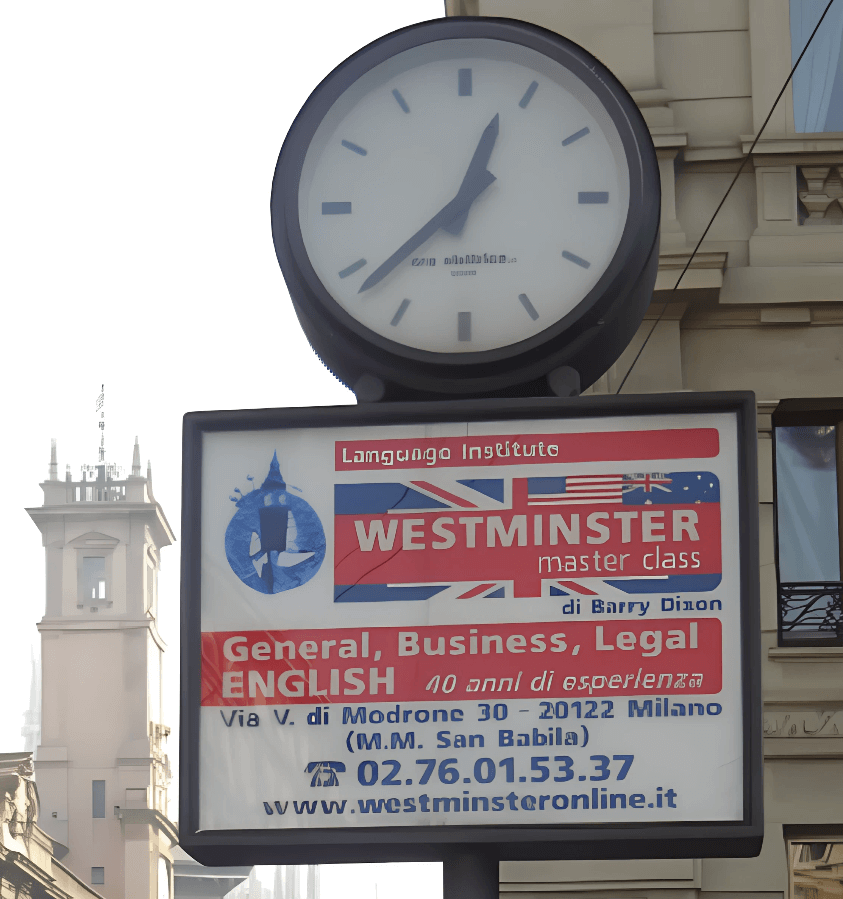 Language Institute
WESTMINSTER
master class
di Barry Dixon
General, Business, Legal
ENGLISH 40 anni di esperienza
Via V. di Modrone 30 - 20122 Milano
(M.M. San Babila)
☎ 02.76.01.53.37
www.westminsteronline.it